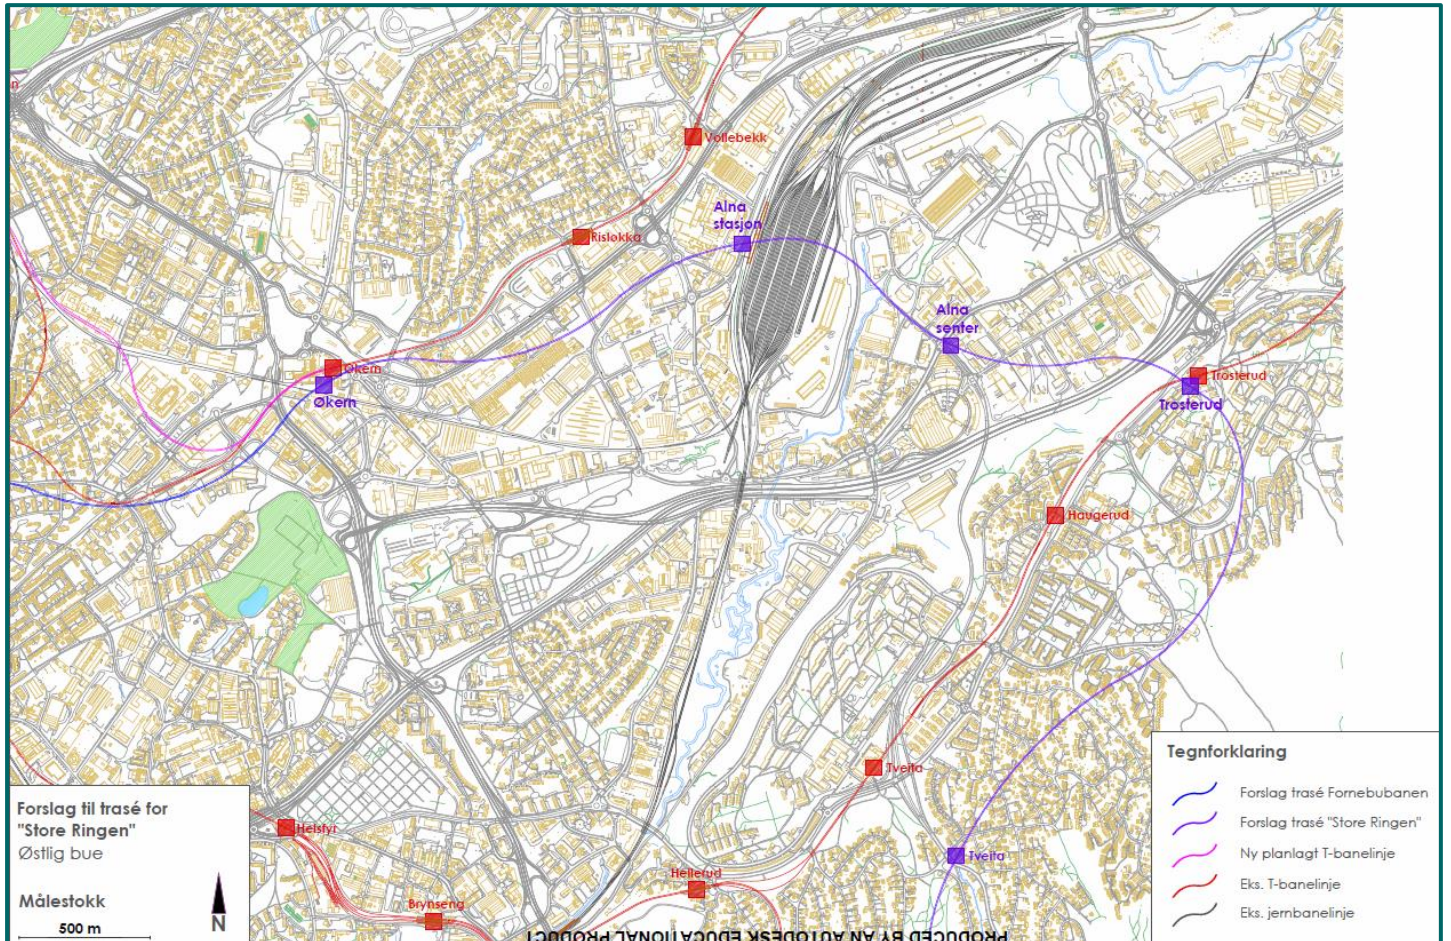 n
Vollebekk
Alna
stasjon
Risløkka
Alna
senter
Økern
Økern
Trosterud
Trosterud
Haugerud
Tveita
Tveita
Helsfyr
Hellerud
Brynseng
Forslag til trasé for
"Store Ringen"
Østlig bue
Målestokk
500 m
N
Tegnforklaring
Forslag trasé Fornebubanen
Forslag trasé "Store Ringen"
Ny planlagt T-banelinje
Eks. T-banelinje
Eks. jernbanelinje
PRODUCED BY AN AUTODESK EDUCATIONAL PRODUCT